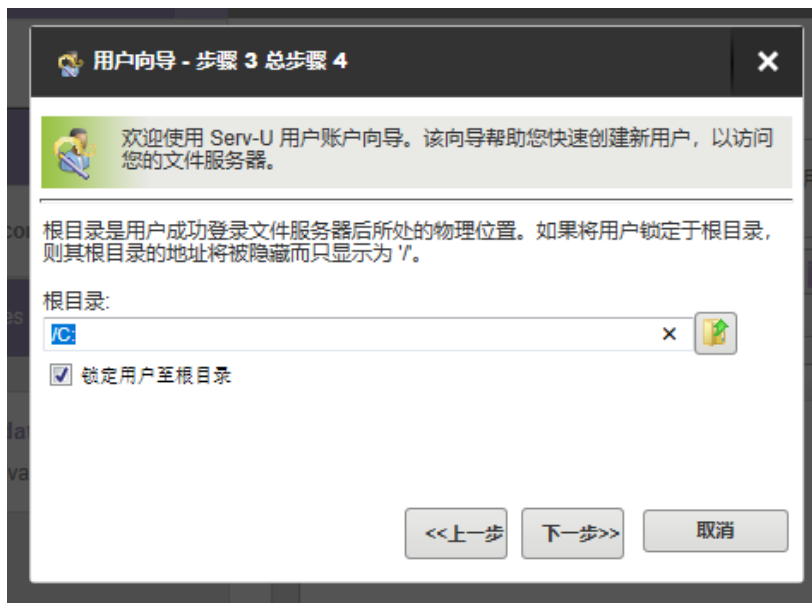 用户向导 - 步骤 3 总步骤 4
欢迎使用 Serv-U 用户账户向导。该向导帮助您快速创建新用户，以访问
您的文件服务器。
根目录是用户成功登录文件服务器后所处的物理位置。如果将用户锁定于根目录，
则其根目录的地址将被隐藏而只显示为 '/'。
根目录:
/C:
锁定用户至根目录
<<上一步
下一步>>
取消